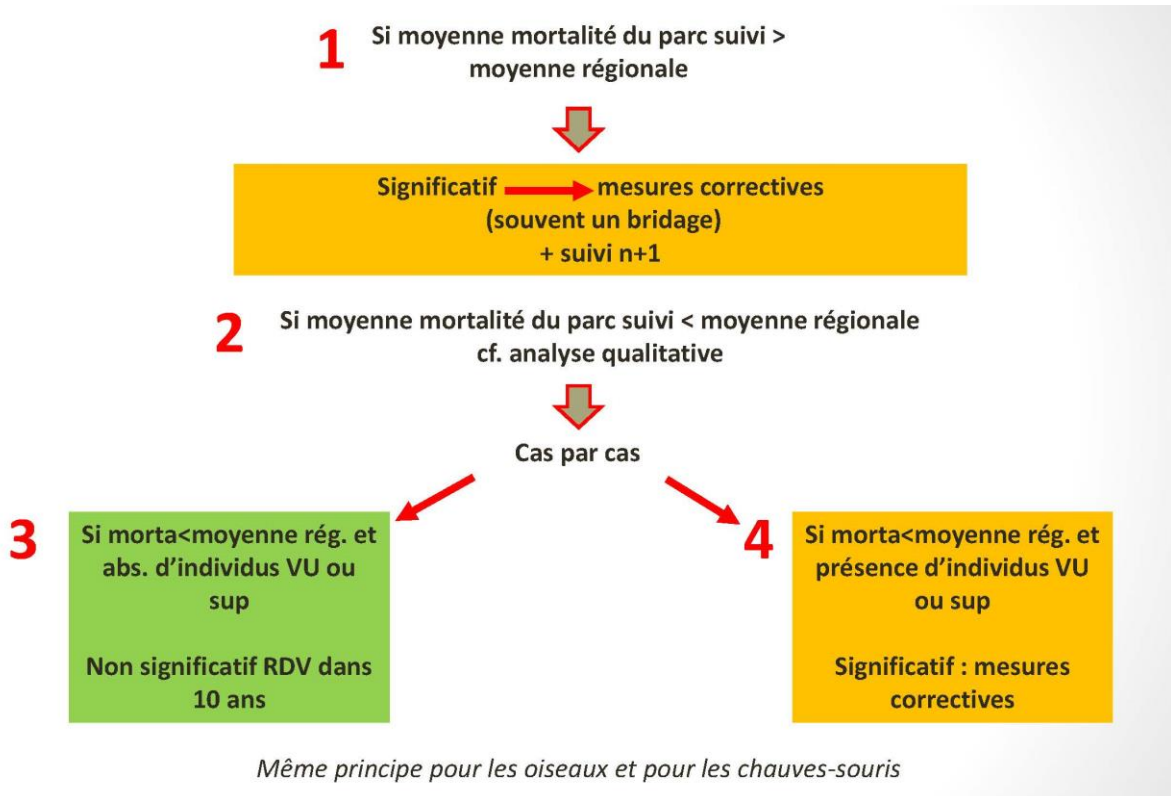 1
Si moyenne mortalité du parc suivi >
moyenne régionale
Significatif mesures correctives
(souvent un bridage)
+ suivi n+1
2
Si moyenne mortalité du parc suivi < moyenne régionale
cf. analyse qualitative
Cas par cas
3
Si morta<moyenne rég. et
abs. d'individus VU ou
sup
Non significatif RDV dans
10 ans
4
Si morta<moyenne rég. et
présence d'individus VU
ou sup
Significatif : mesures
correctives
Même principe pour les oiseaux et pour les chauves-souris